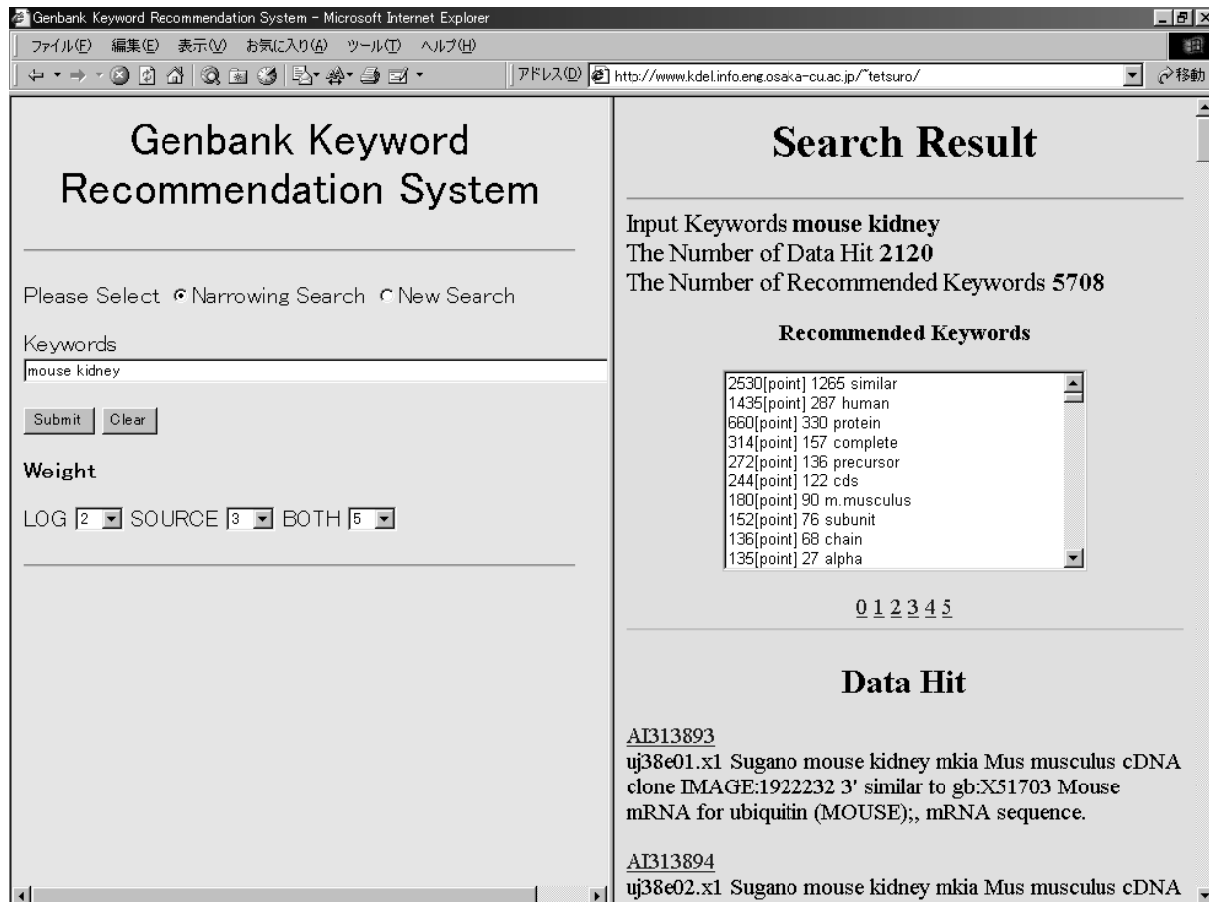 Genbank Keyword Recommendation System - Microsoft Internet Explorer
ファイル(F) 編集(E) 表示(V) お気に入り(A) ツール(T) ヘルプ(H)
アドレス(D) http://www.kdel.info.eng.osaka-cu.ac.jp/~tetsuro/ 移動
Genbank Keyword
Recommendation System
Please Select Narrowing Search New Search
Keywords
mouse kidney
Submit Clear
Weight
LOG 2 SOURCE 3 BOTH 5
Search Result
Input Keywords mouse kidney
The Number of Data Hit 2120
The Number of Recommended Keywords 5708
Recommended Keywords
2530[point] 1265 similar
1435[point] 287 human
660[point] 330 protein
314[point] 157 complete
272[point] 136 precursor
244[point] 122 cds
180[point] 90 m.musculus
152[point] 76 subunit
136[point] 68 chain
135[point] 27 alpha
0 1 2 3 4 5
Data Hit
AI313893
uj38e01.x1 Sugano mouse kidney mkia Mus musculus cDNA
clone IMAGE:1922232 3' similar to gb:X51703 Mouse
mRNA for ubiquitin (MOUSE);, mRNA sequence.
AI313894
uj38e02.x1 Sugano mouse kidney mkia Mus musculus cDNA